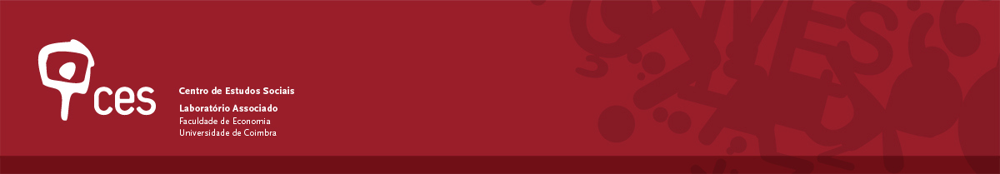 ces
Centro de Estudos Sociais
Laboratório Associado
Faculdade de Economia
Universidade de Coimbra